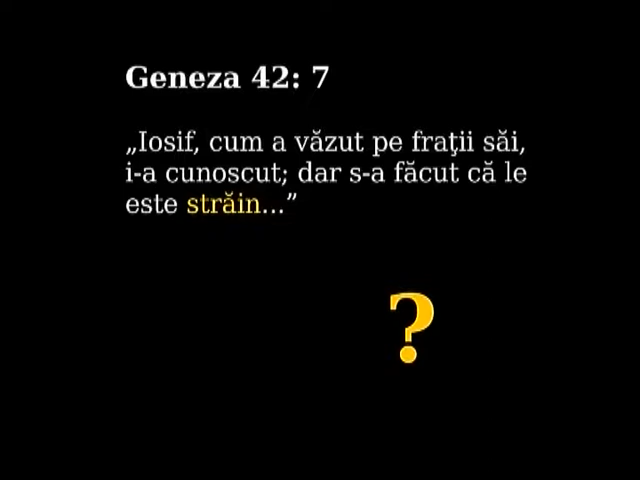 Geneza 42: 7
„Iosif, cum a văzut pe fraţii săi,
i-a cunoscut; dar s-a făcut că le
este străin...”
?